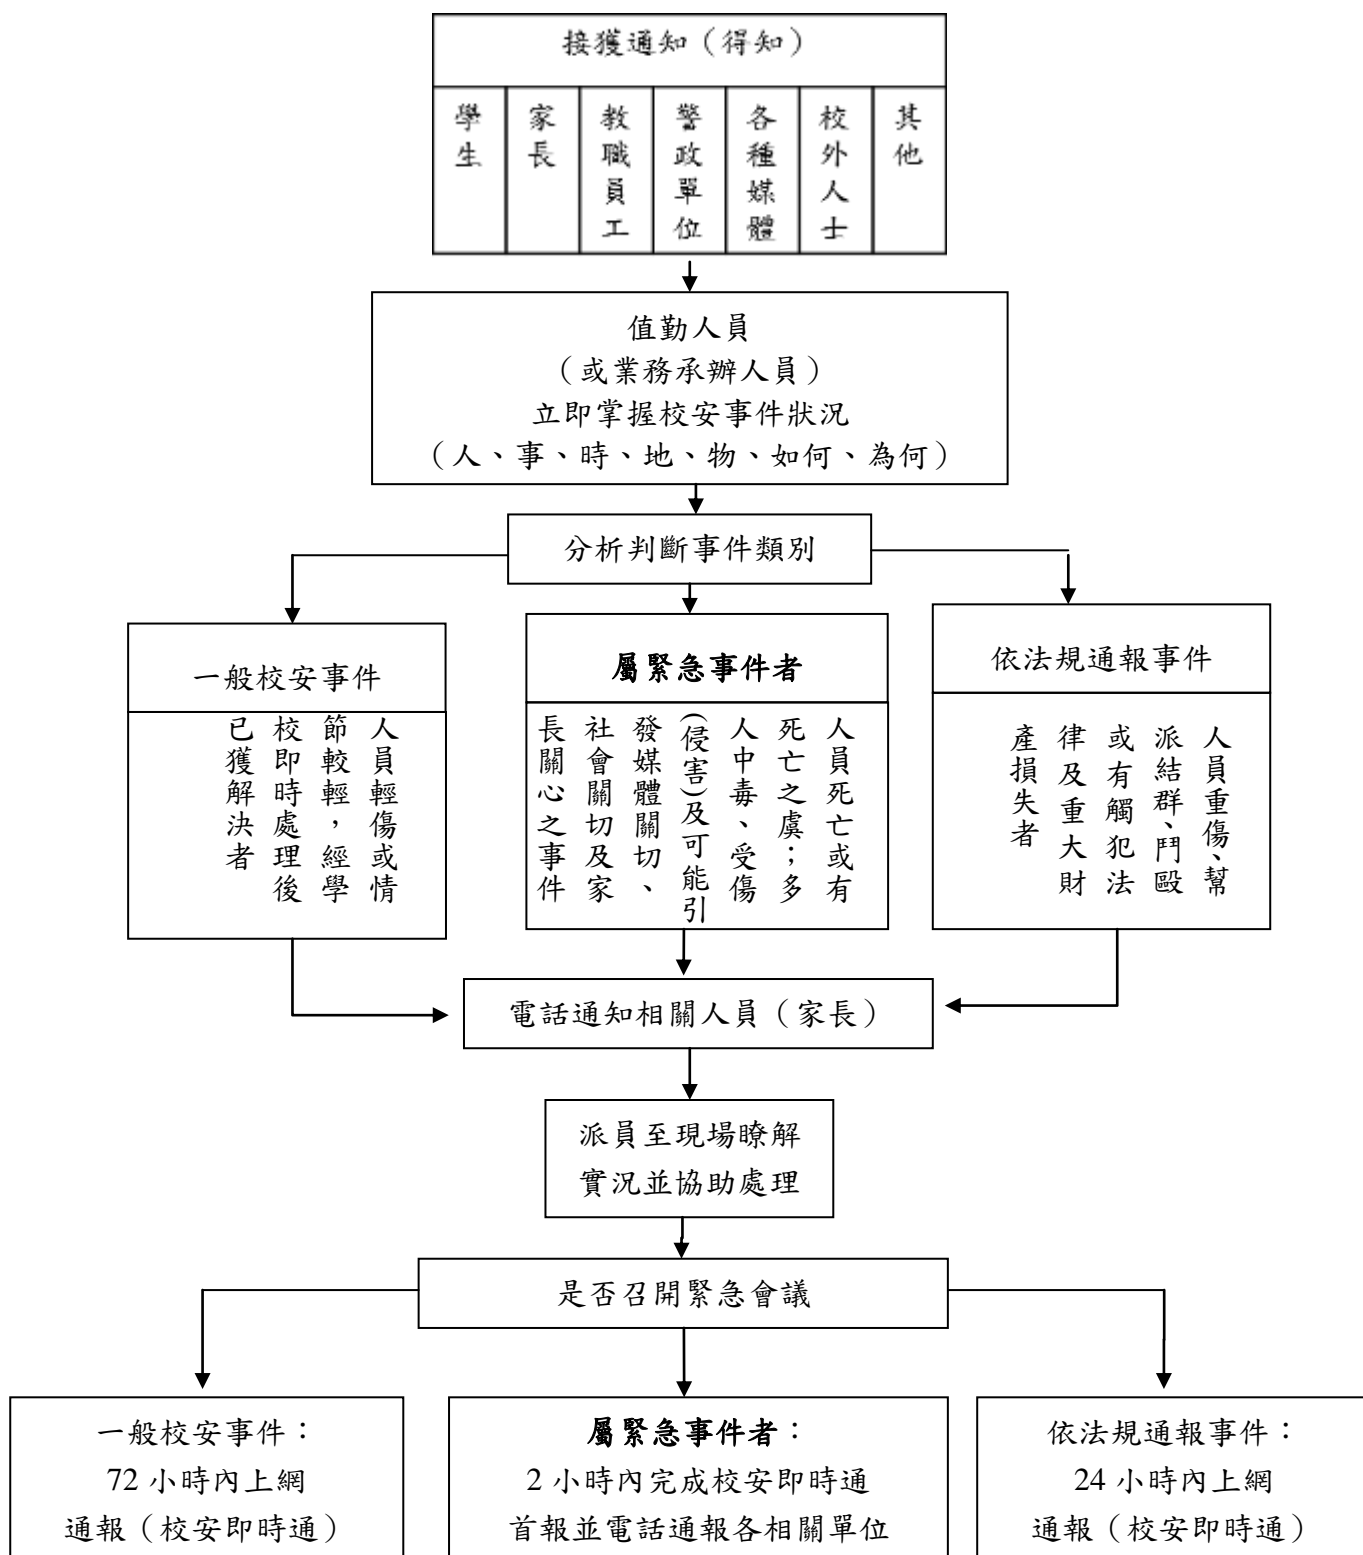 接獲通知（得知）
學生
家長
教職員工
警政單位
各種媒體
校外人士
其他
值勤人員
（或業務承辦人員）
立即掌握校安事件狀況
（人、事、時、地、物、如何、為何）
分析判斷事件類別
一般校安事件
人員輕傷或情
節較輕，經學
校即時處理後
已獲解決者
屬緊急事件者
人員死亡或有
死亡之虞；多
人中毒、受傷
(侵害)及可能引
發媒體關切、
社會關切及家
長關心之事件
依法規通報事件
人員重傷、幫
派結群、鬥毆
或有觸犯法
律及重大財
產損失者
電話通知相關人員（家長）
派員至現場瞭解
實況並協助處理
是否召開緊急會議
一般校安事件：
72 小時內上網
通報（校安即時通）
屬緊急事件者：
2 小時內完成校安即時通
首報並電話通報各相關單位
依法規通報事件：
24 小時內上網
通報（校安即時通）